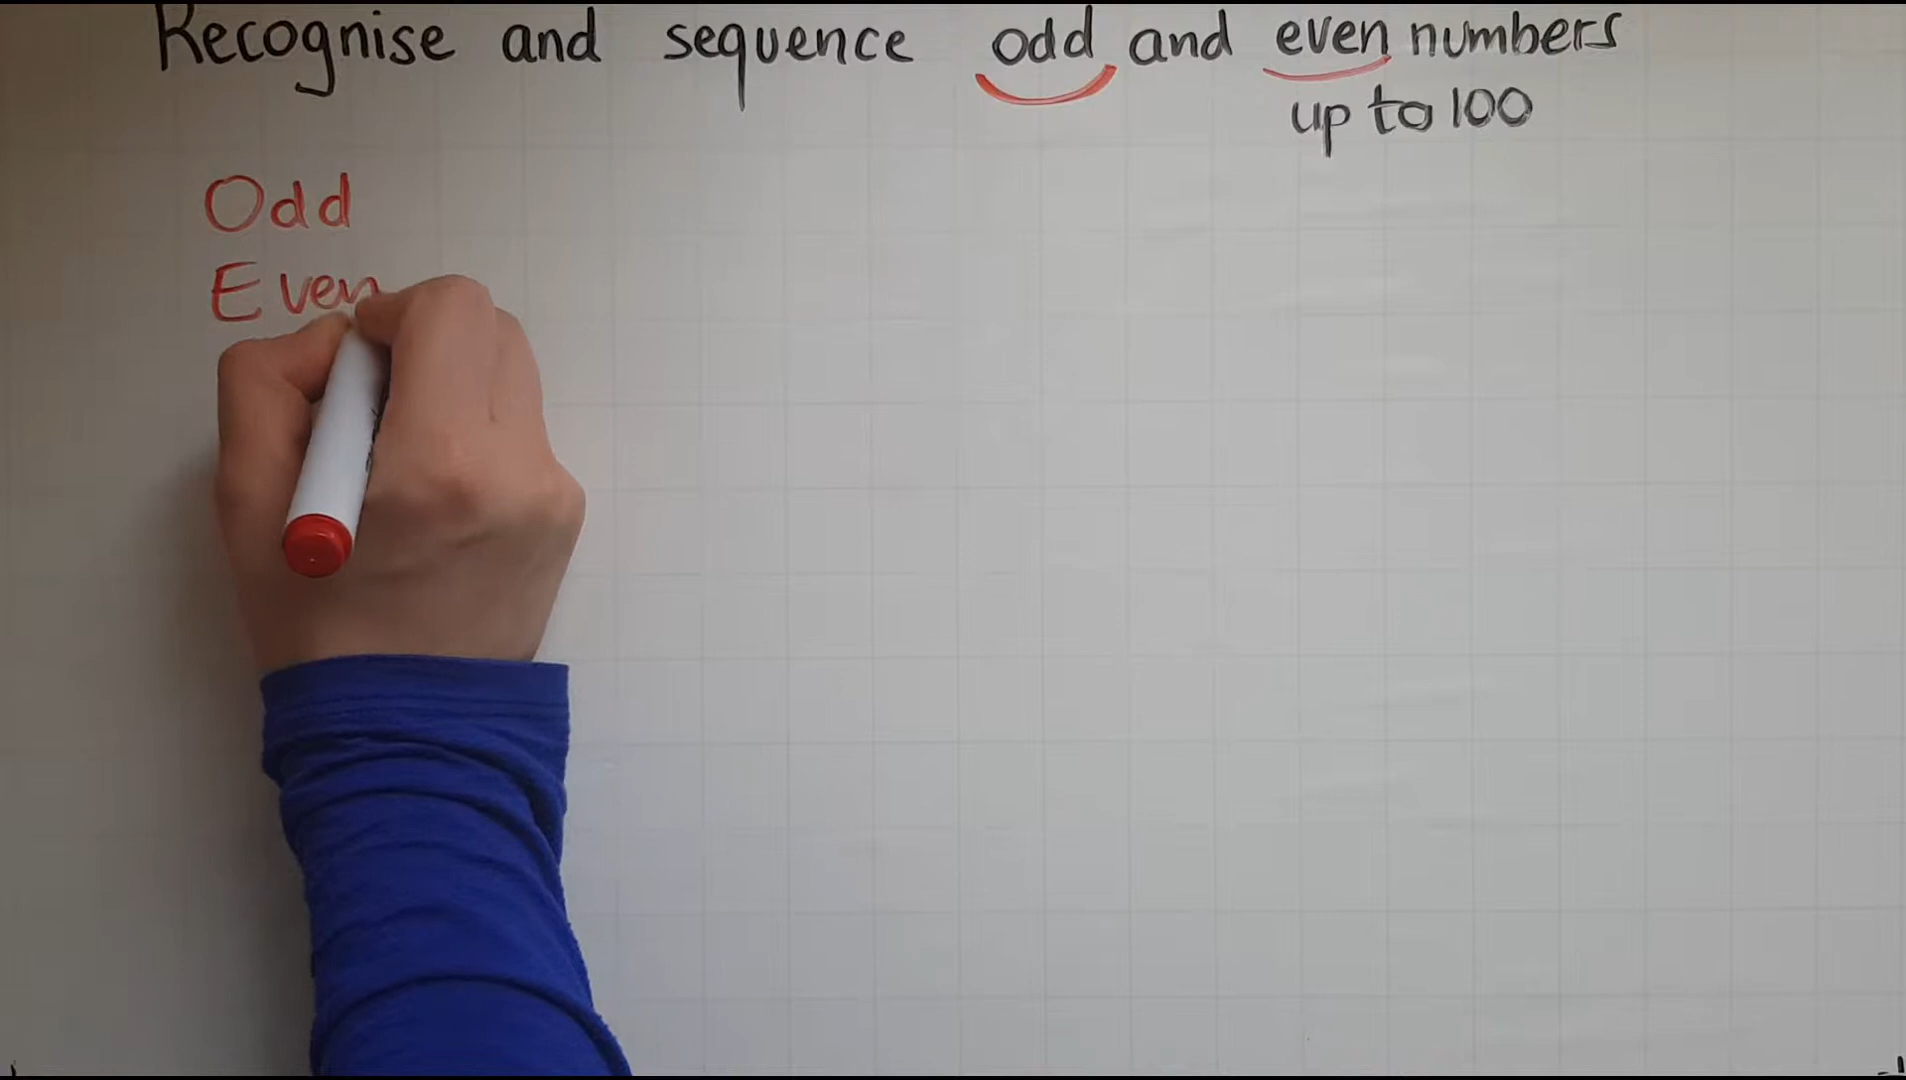 Recognise and sequence odd and even numbers
up to 100
Odd
Even